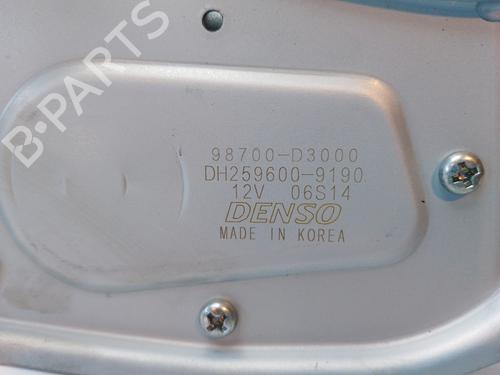 B-PARTS
98700-D3000
DH259600-9190
12V 06S14
DENSO
MADE IN KOREA